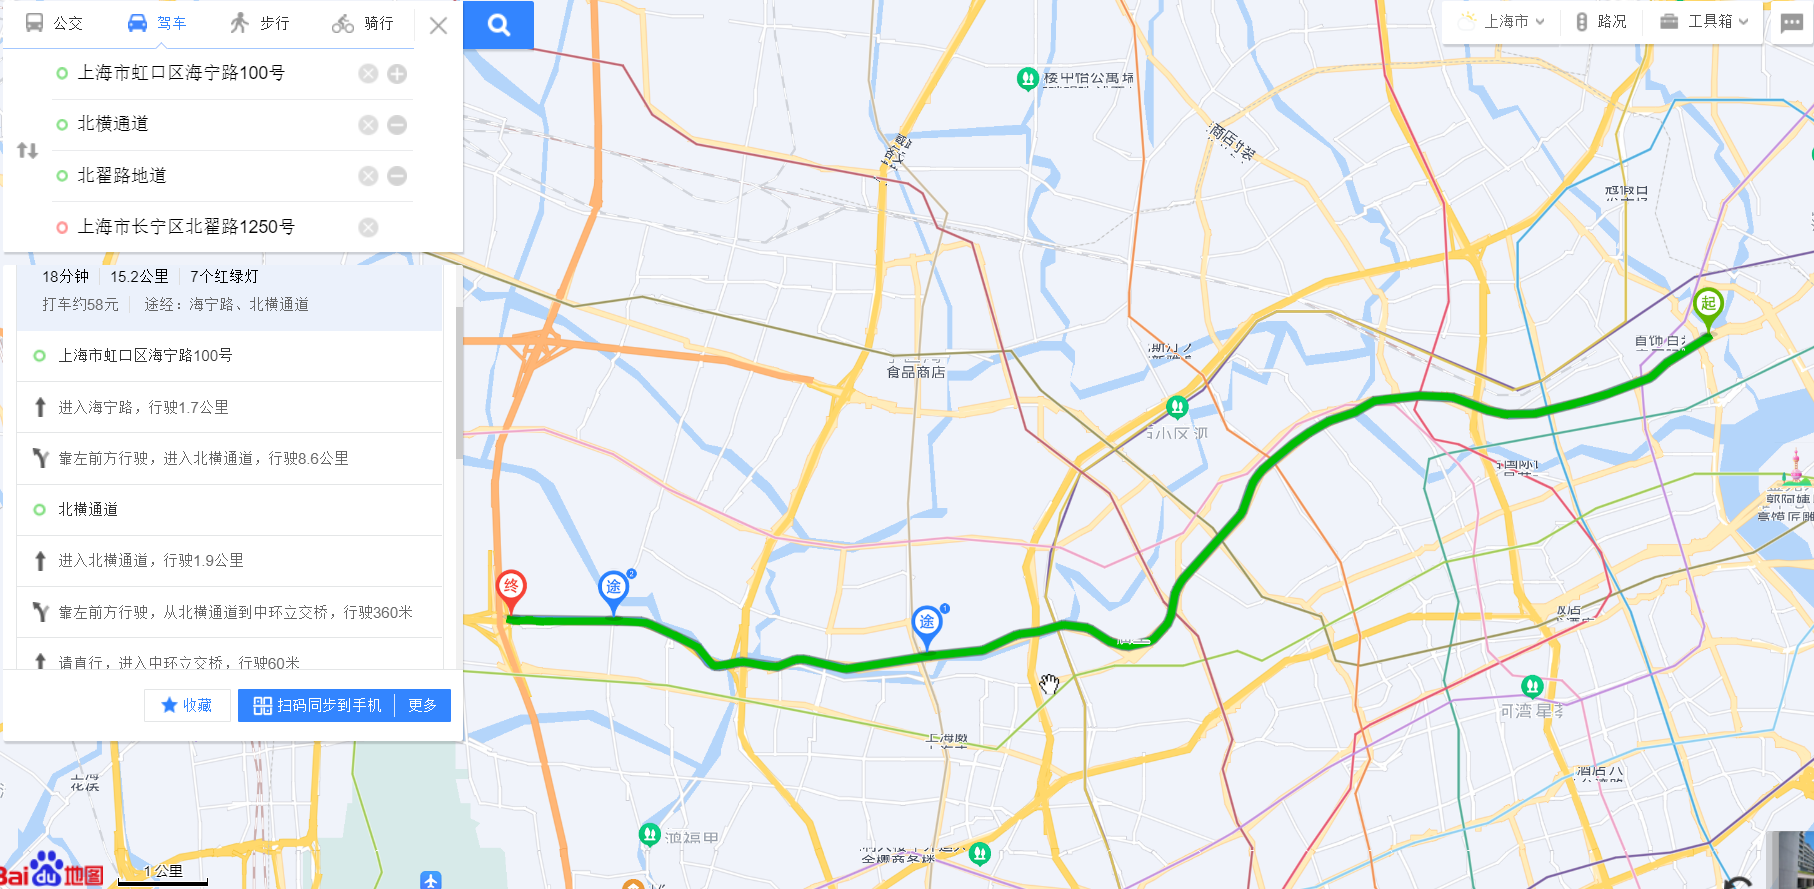 公交 驾车 步行 骑行
上海市虹口区海宁路100号
北横通道
北翟路地道
上海市长宁区北翟路1250号
18分钟 15.2公里 7个红绿灯
打车约58元 途经：海宁路、北横通道
上海市虹口区海宁路100号
进入海宁路，行驶1.7公里
靠左前方行驶，进入北横通道，行驶8.6公里
北横通道
进入北横通道，行驶1.9公里
靠左前方行驶，从北横通道到中环立交桥，行驶360米
请直行，进入中环立交桥，行驶60米
收藏 扫码同步到手机 更多
上海市 路况 工具箱
起
食品商店
终
途
2
途
1
Bai du 地图
1公里